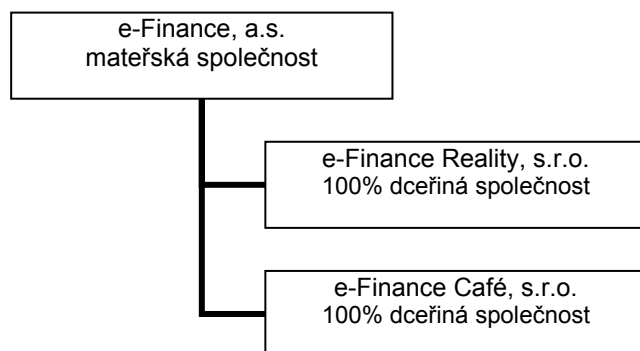 e-Finance, a.s.
mateřská společnost
e-Finance Reality, s.r.o.
100% dceřiná společnost
e-Finance Café, s.r.o.
100% dceřiná společnost